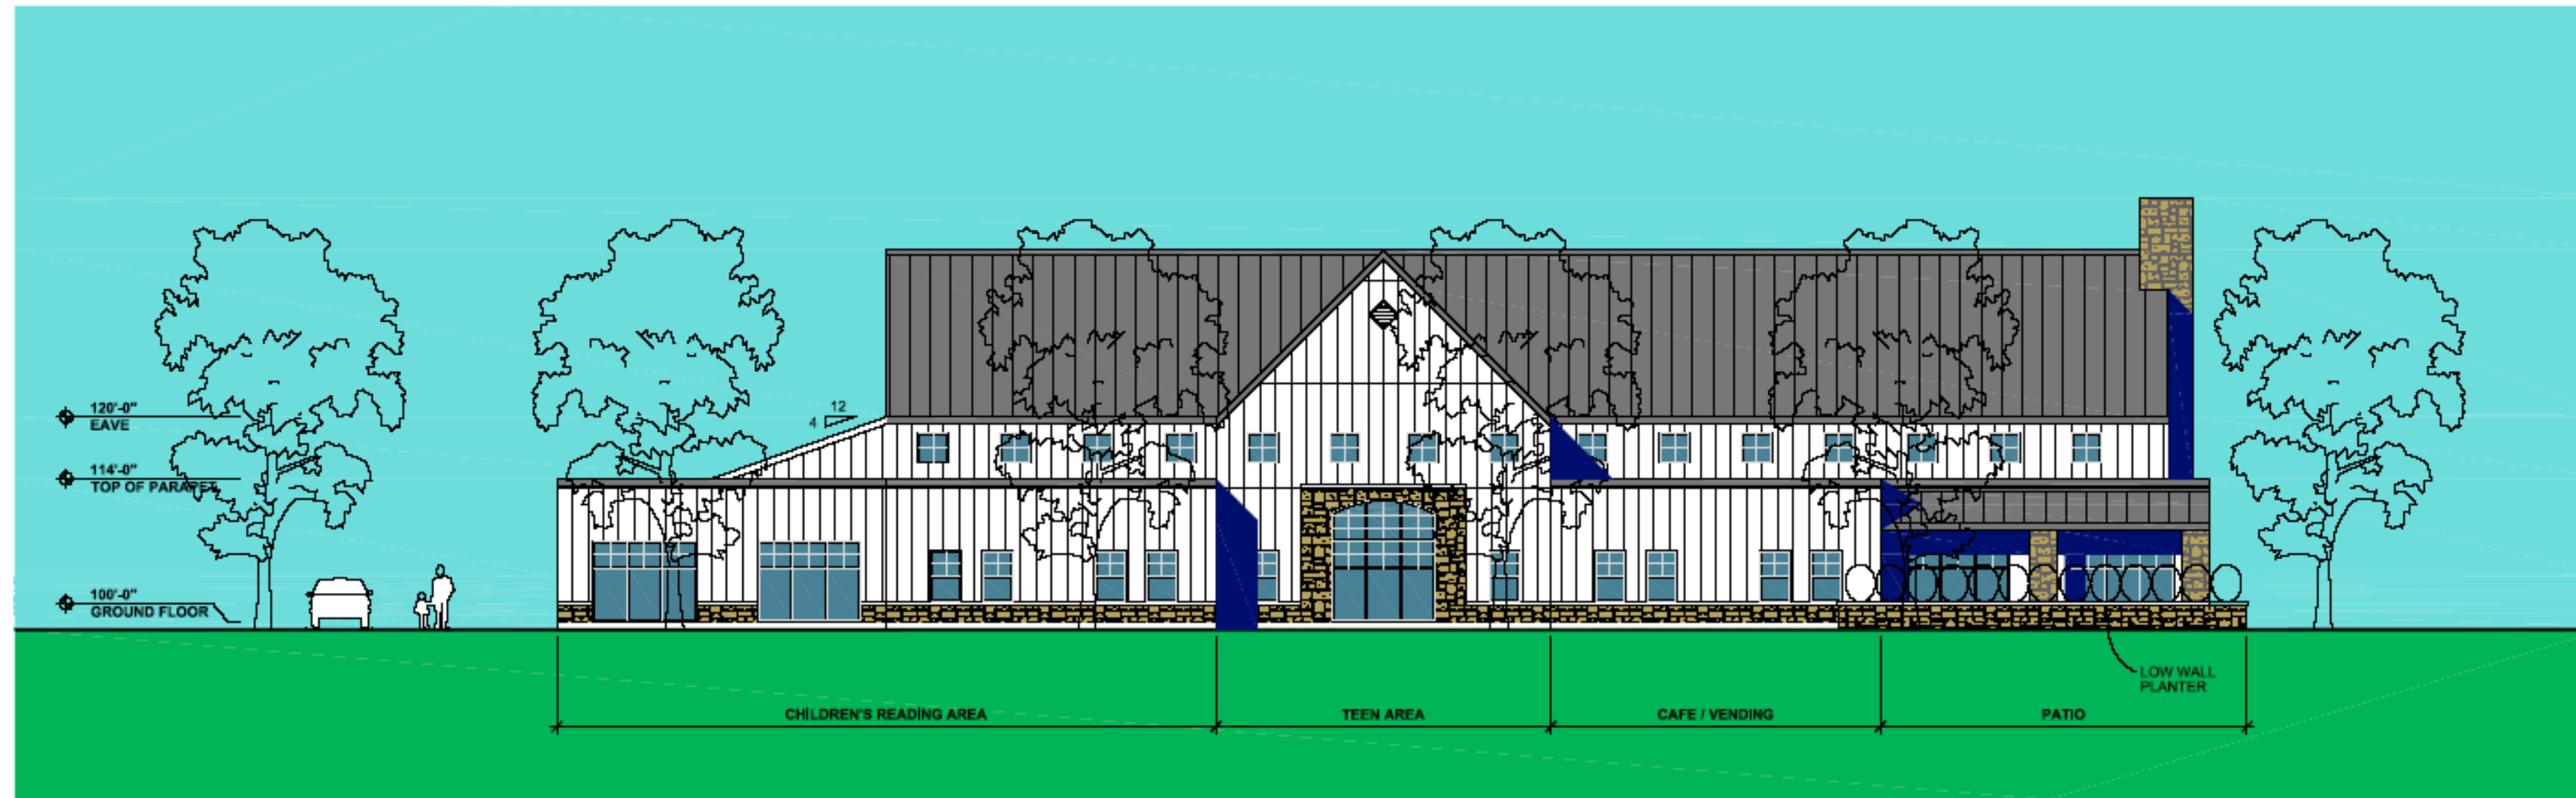 120'-0"
EAVE
12
4
114'-0"
TOP OF PARAPET
100'-0"
GROUND FLOOR
LOW WALL
PLANTER
CHILDREN'S READING AREA
TEEN AREA
CAFE / VENDING
PATIO